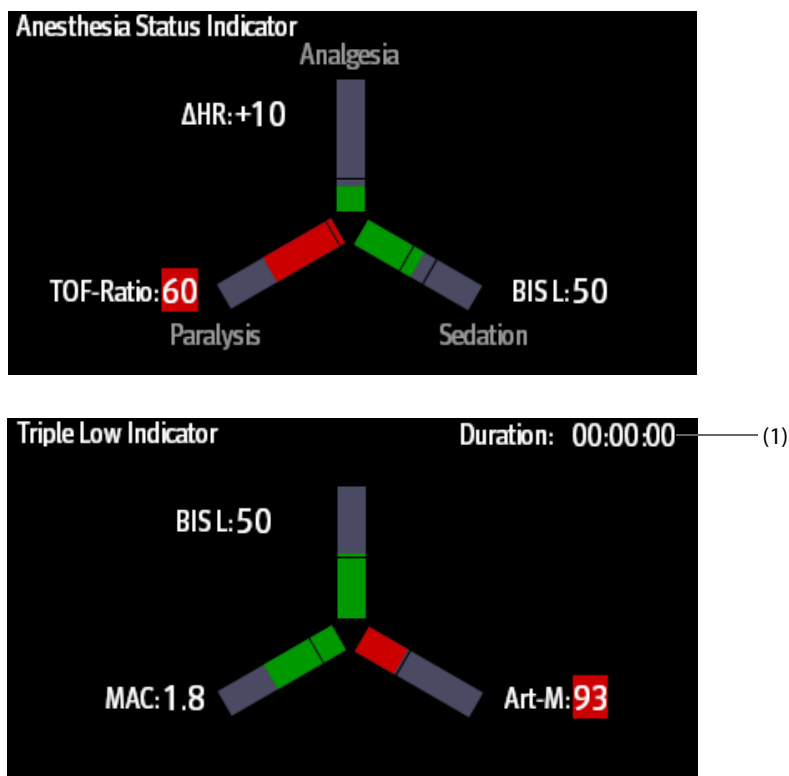 Anesthesia Status Indicator
Analgesia
ΔHR:+10
TOF-Ratio:60
BIS L:50
Paralysis
Sedation
Triple Low Indicator
Duration: 00:00:00
(1)
BIS L:50
MAC:1.8
Art-M:93